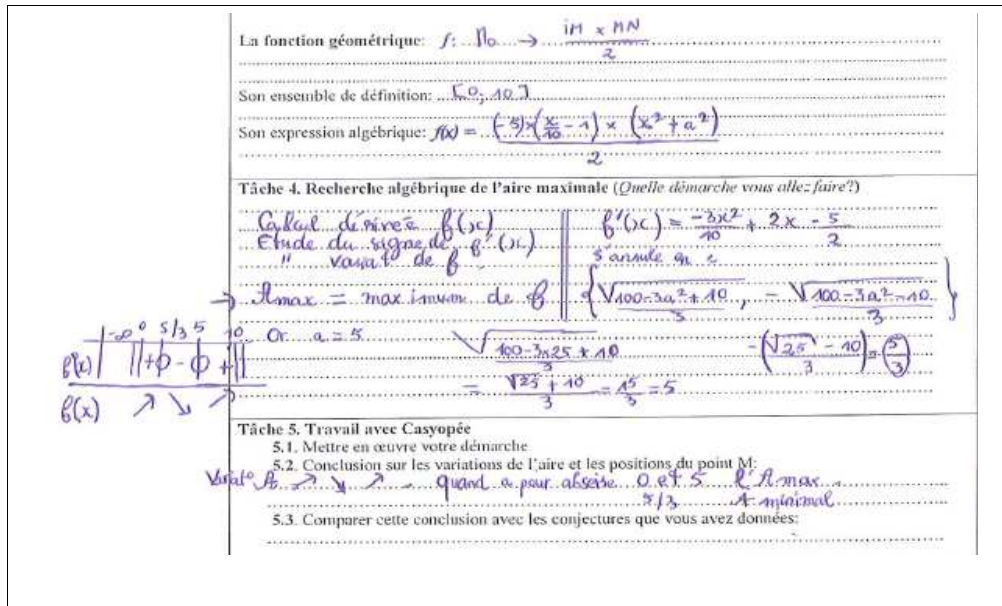 La fonction géométrique: f: → iM x MN / 2
Son ensemble de définition: [0; 10]
Son expression algébrique: f(x) = (-5)×(x/10 - 1) × (x² + a²) / 2
Tâche 4. Recherche algébrique de l'aire maximale (Quelle démarche vous allez faire?)
Calcul dérivée f(x) || f'(x) = -3x²/10 + 2x - 5/2
Etude du signe de f'(x) s'annule en
" variat° de f
→ Amax = maximum de f { √100-3a²+10 / 3, - √100-3a²-10 / 3 }
-∞ 0 5/3 5 10 Or a = 5 √100-3x25+10 / 3 -(√25 - 10 / 3) = (5/3)
f'(x) || + ϕ - ϕ + || = √25 + 10 / 3 = 15/3 = 5
f(x) ↗ ↘ ↗
Tâche 5. Travail avec Casyopée
5.1. Mettre en œuvre votre démarche
5.2. Conclusion sur les variations de l'aire et les positions du point M:
Variat° A ↗ ↘ ↗ quand a pour absisse 0 et 5 l'Amax
5/3 A minimal
5.3. Comparer cette conclusion avec les conjectures que vous avez données: